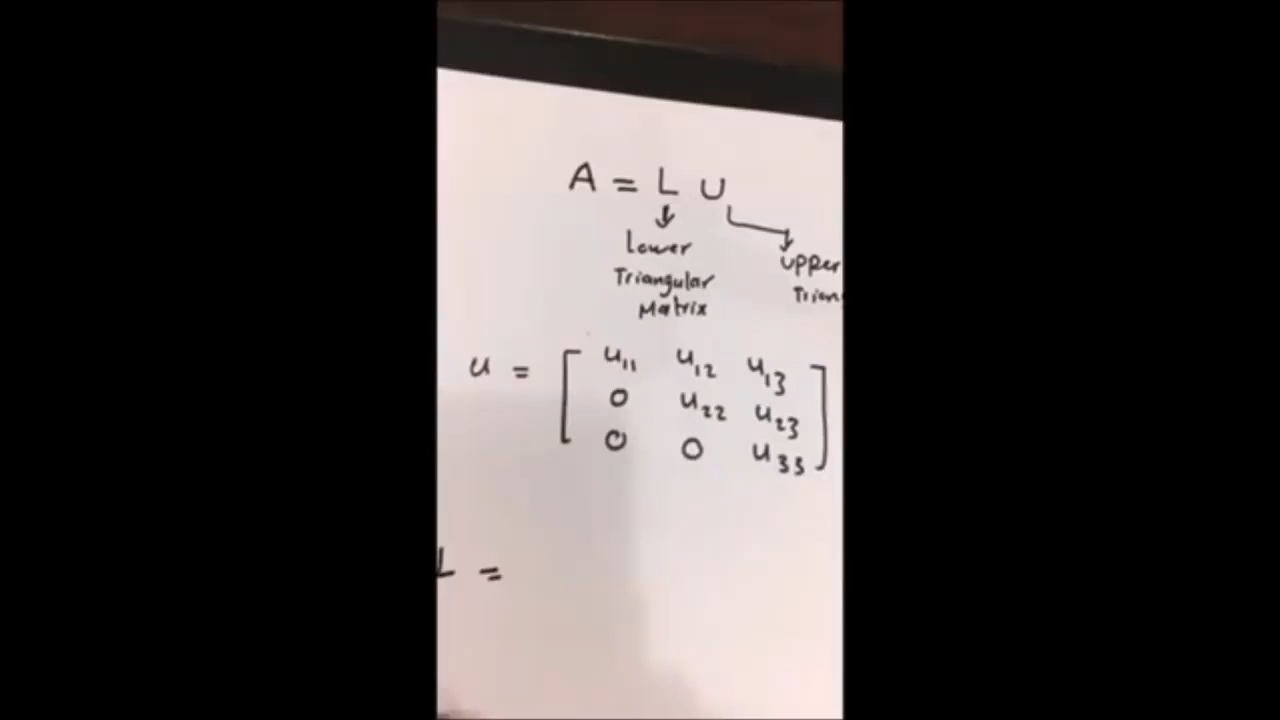 A = L U
Lower
Triangular
Matrix
upper
u = [ u11 u12 u13
0 u22 u23
0 0 u33 ]
L =